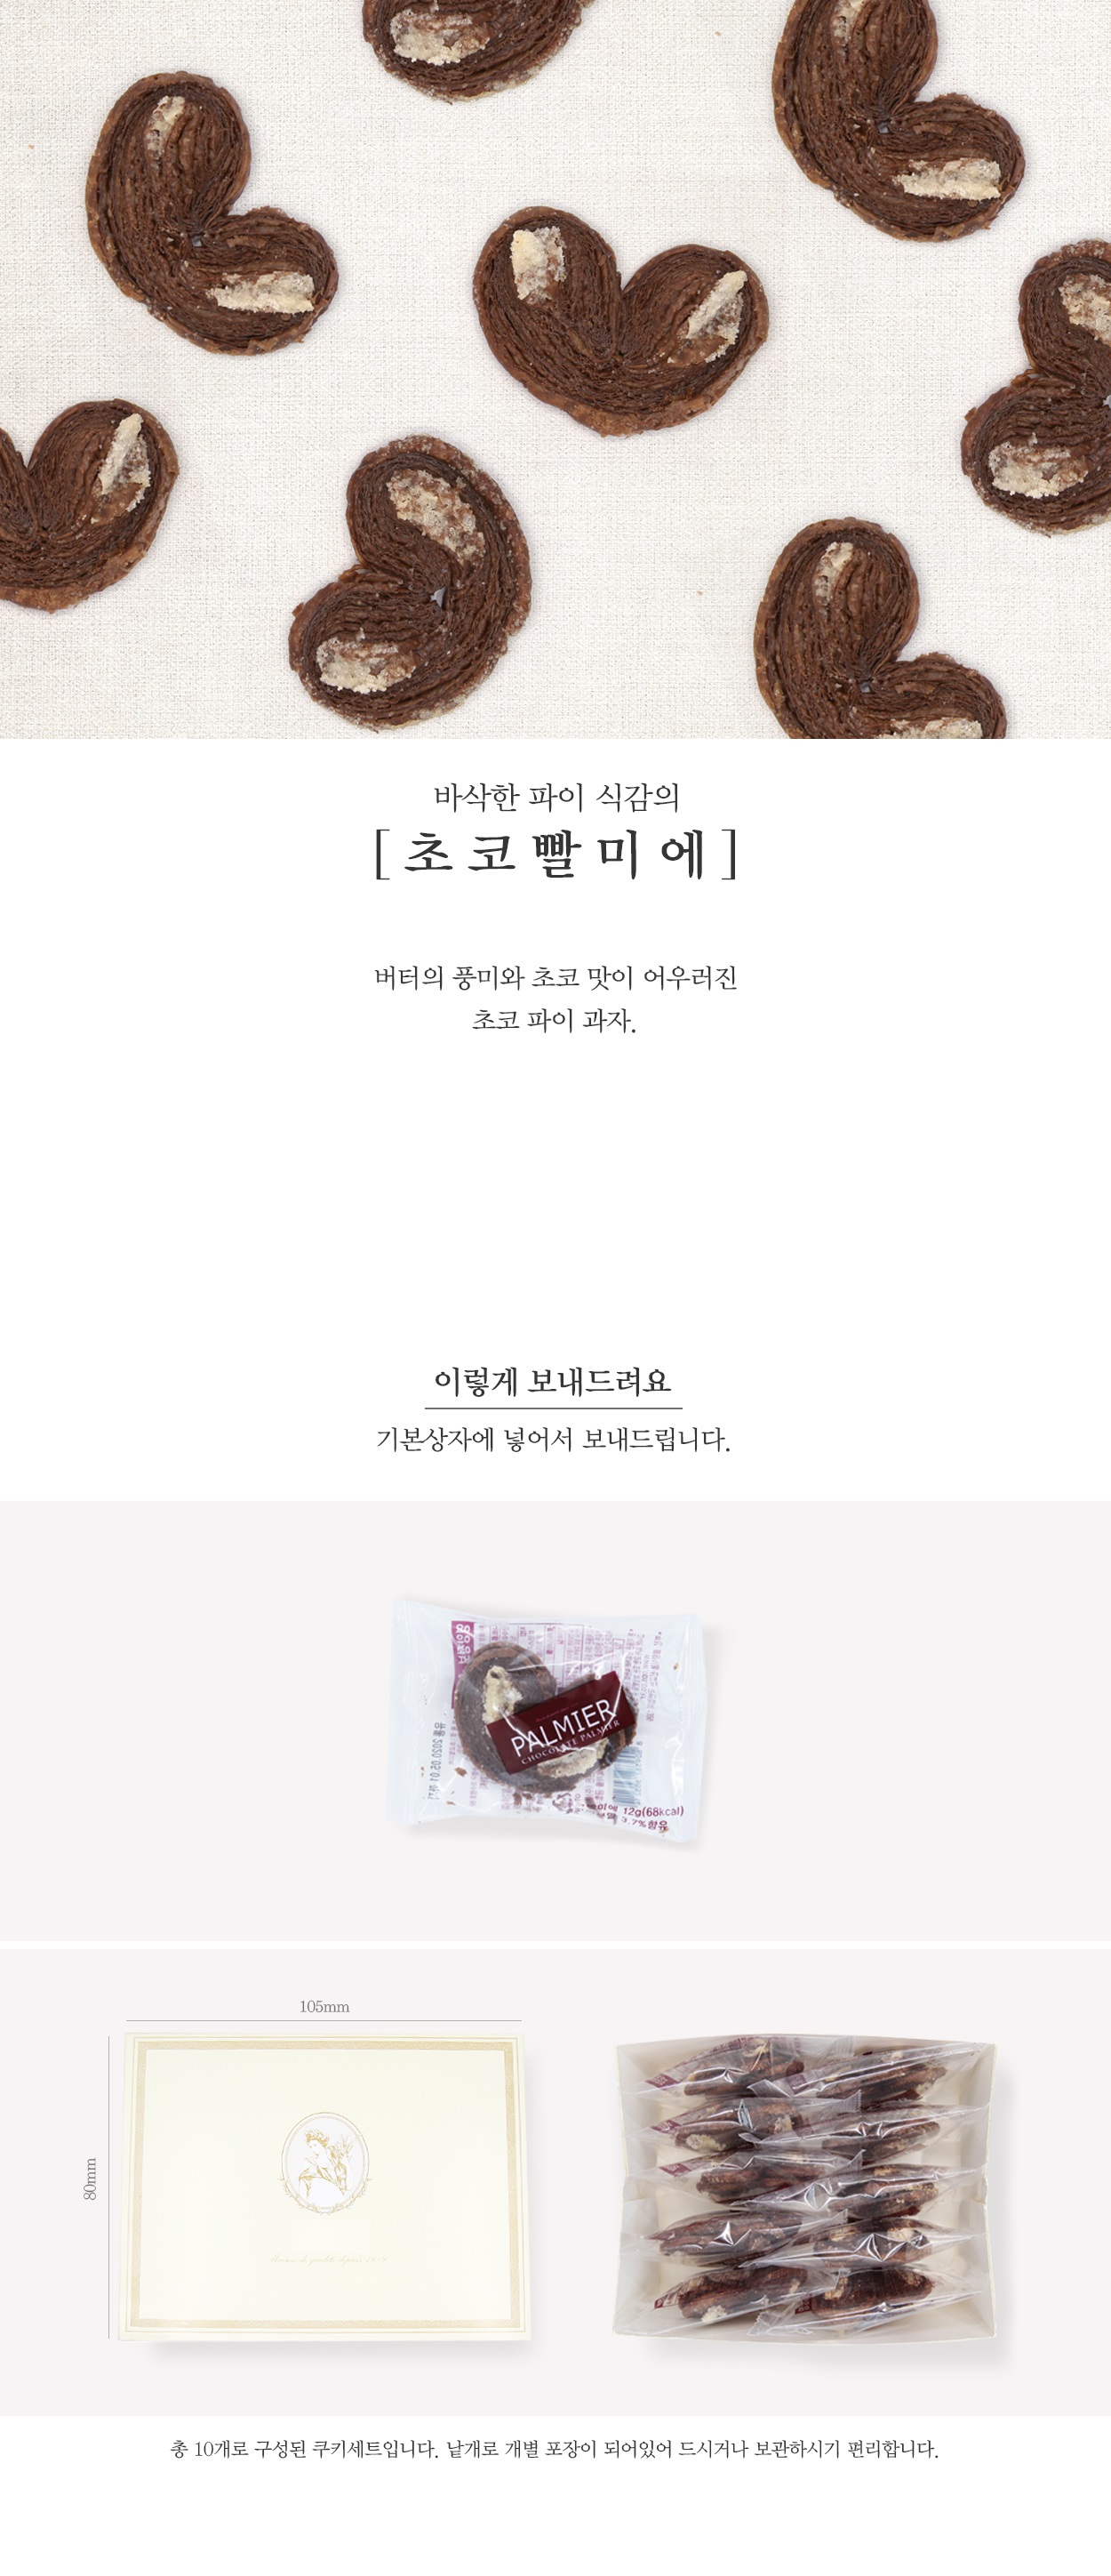 바삭한 파이 식감의
[초코빨미에]
버터의 풍미와 초코 맛이 어우러진
초코 파이 과자.
이렇게 보내드려요
기본상자에 넣어서 보내드립니다.
PALMIER
CHOCOLATE PALMIER
12g(68kcal)
3.7%함유
105mm
80mm
총 10개로 구성된 쿠키세트입니다. 낱개로 개별 포장이 되어있어 드시거나 보관하시기 편리합니다.